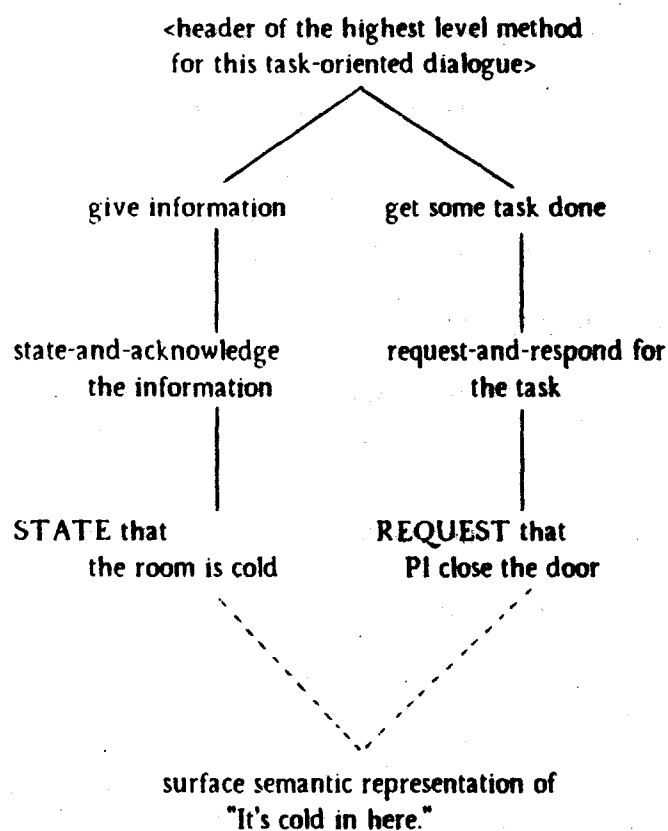 <header of the highest level method
for this task-oriented dialogue>
give information
get some task done
state-and-acknowledge
the information
request-and-respond for
the task
STATE that
the room is cold
REQUEST that
P1 close the door
surface semantic representation of
"It's cold in here."